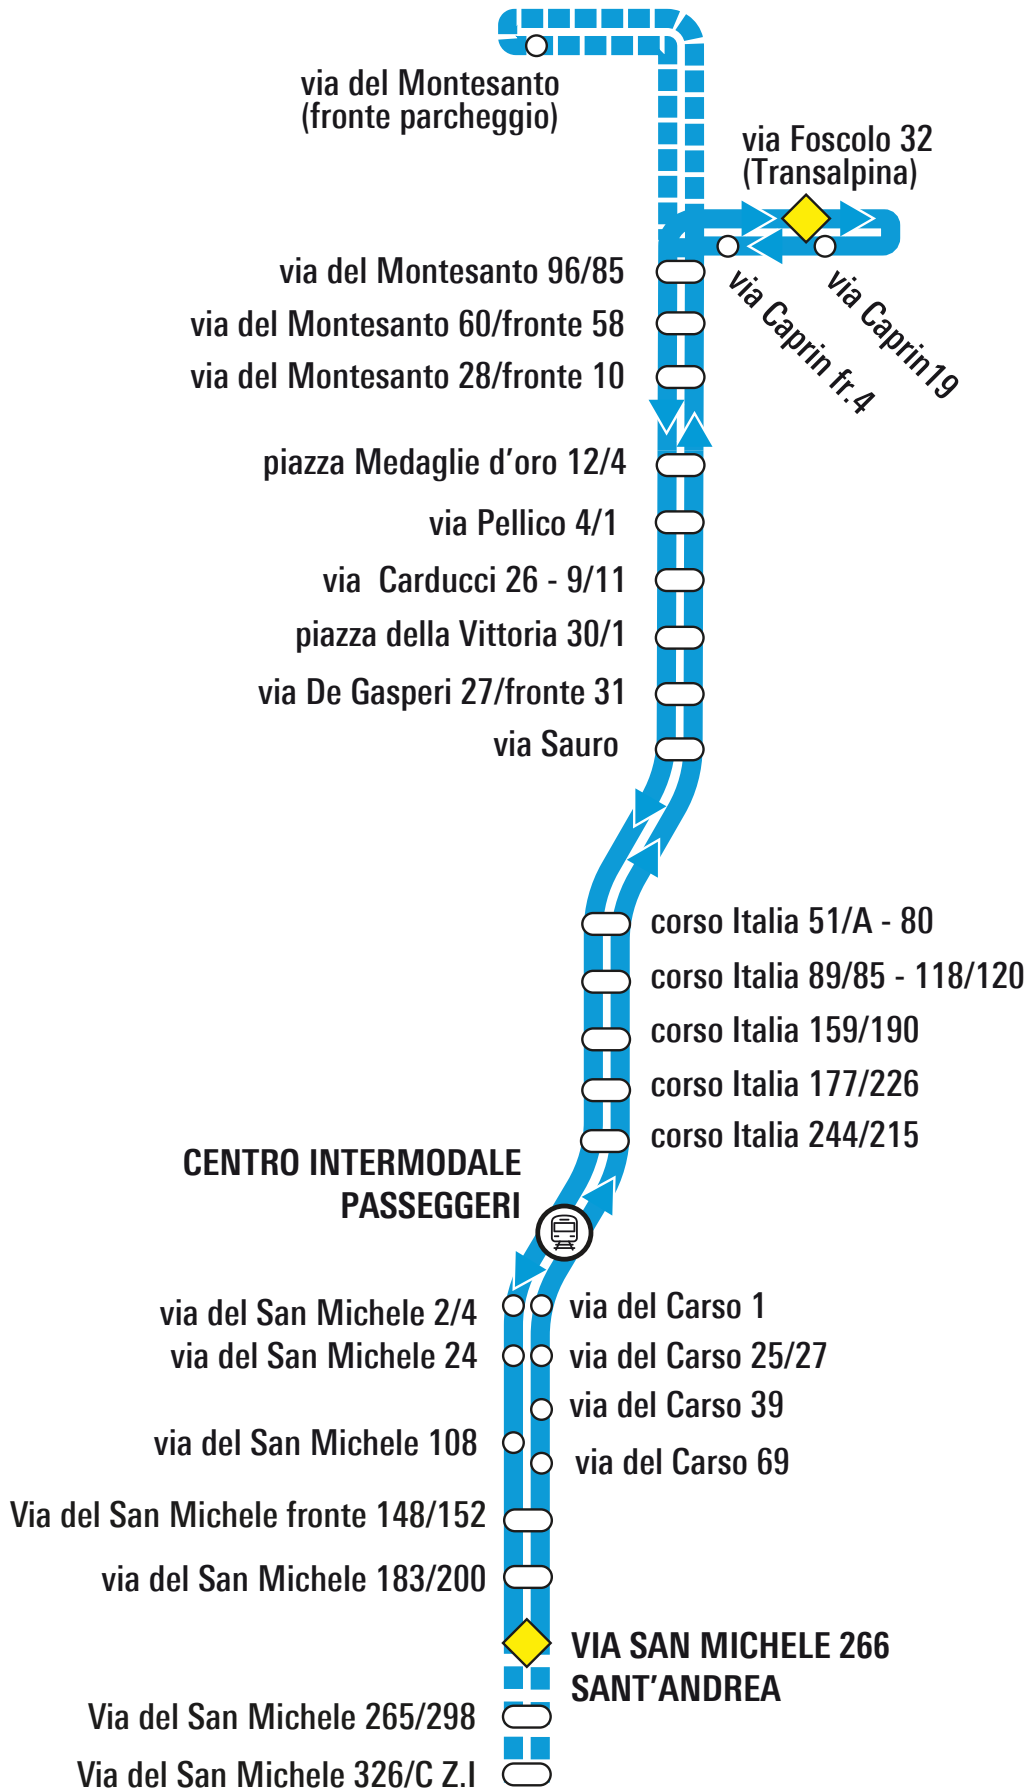 via del Montesanto
(fronte parcheggio)
via Foscolo 32
(Transalpina)
via del Montesanto 96/85
via Caprin fr.4
via Caprin19
via del Montesanto 60/fronte 58
via del Montesanto 28/fronte 10
piazza Medaglie d'oro 12/4
via Pellico 4/1
via Carducci 26 - 9/11
piazza della Vittoria 30/1
via De Gasperi 27/fronte 31
via Sauro
corso Italia 51/A - 80
corso Italia 89/85 - 118/120
corso Italia 159/190
corso Italia 177/226
corso Italia 244/215
CENTRO INTERMODALE
PASSEGGERI
via del San Michele 2/4
via del Carso 1
via del San Michele 24
via del Carso 25/27
via del Carso 39
via del San Michele 108
via del Carso 69
Via del San Michele fronte 148/152
via del San Michele 183/200
VIA SAN MICHELE 266
SANT'ANDREA
Via del San Michele 265/298
Via del San Michele 326/C Z.I